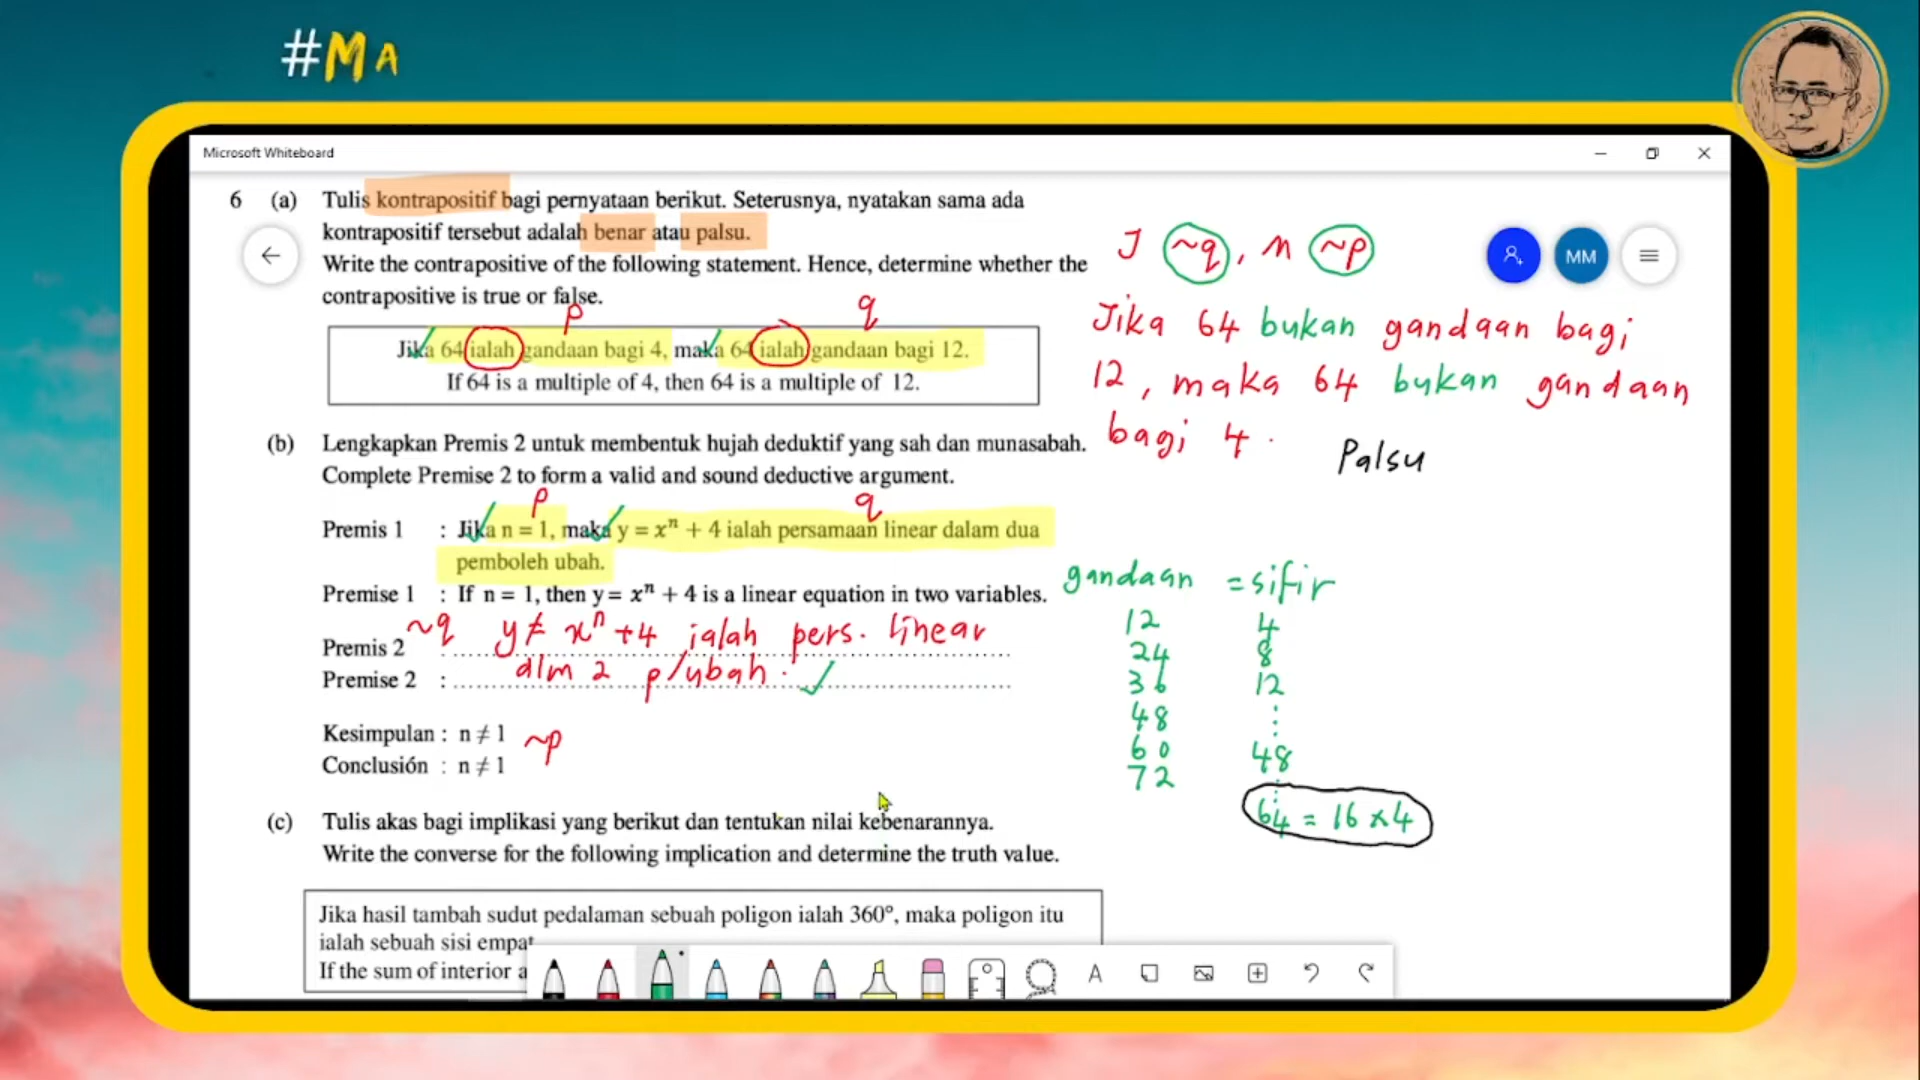 #MA
Microsoft Whiteboard
6 (a) Tulis kontrapositif bagi pernyataan berikut. Seterusnya, nyatakan sama ada
kontrapositif tersebut adalah benar atau palsu.
Write the contrapositive of the following statement. Hence, determine whether the
contrapositive is true or false.
p q
Jika 64 ialah gandaan bagi 4, maka 64 ialah gandaan bagi 12.
If 64 is a multiple of 4, then 64 is a multiple of 12.
J ~q, M ~p
MM
Jika 64 bukan gandaan bagi
12, maka 64 bukan gandaan
bagi 4.
Palsu
(b) Lengkapkan Premis 2 untuk membentuk hujah deduktif yang sah dan munasabah.
Complete Premise 2 to form a valid and sound deductive argument.
p q
Premis 1 : Jika n = 1, maka y = xⁿ + 4 ialah persamaan linear dalam dua
pemboleh ubah.
Premise 1 : If n = 1, then y = xⁿ + 4 is a linear equation in two variables.
~q y ≠ xⁿ + 4 ialah pers. linear
Premis 2
dlm 2 p/ubah.
Premise 2 :
Kesimpulan : n ≠ 1
~p
Conclusión : n ≠ 1
gandaan = sifir
12 4
24 8
36 12
48 ⋮
60 48
72 ⋮
64 = 16 × 4
(c) Tulis akas bagi implikasi yang berikut dan tentukan nilai kebenarannya.
Write the converse for the following implication and determine the truth value.
Jika hasil tambah sudut pedalaman sebuah poligon ialah 360°, maka poligon itu
ialah sebuah sisi empat
If the sum of interior a
A